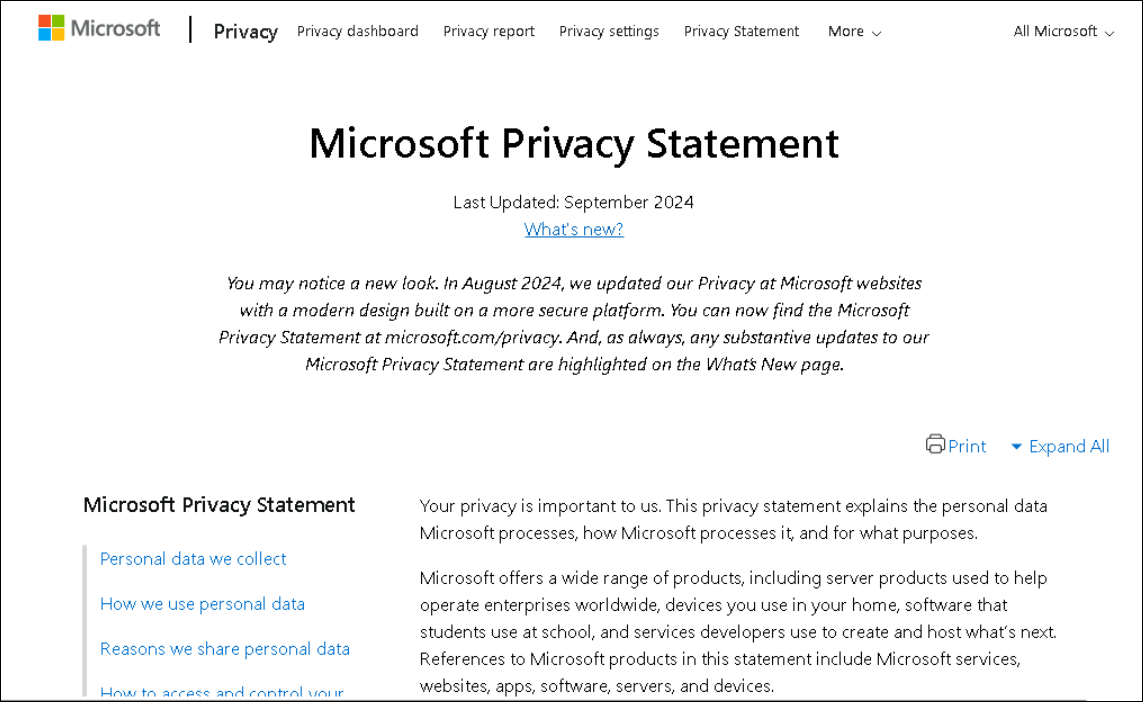 Microsoft | Privacy Privacy dashboard Privacy report Privacy settings Privacy Statement More All Microsoft
Microsoft Privacy Statement
Last Updated: September 2024
What's new?
You may notice a new look. In August 2024, we updated our Privacy at Microsoft websites
with a modern design built on a more secure platform. You can now find the Microsoft
Privacy Statement at microsoft.com/privacy. And, as always, any substantive updates to our
Microsoft Privacy Statement are highlighted on the What's New page.
Print Expand All
Microsoft Privacy Statement
Personal data we collect
How we use personal data
Reasons we share personal data
How to access and control your
Your privacy is important to us. This privacy statement explains the personal data
Microsoft processes, how Microsoft processes it, and for what purposes.
Microsoft offers a wide range of products, including server products used to help
operate enterprises worldwide, devices you use in your home, software that
students use at school, and services developers use to create and host what's next.
References to Microsoft products in this statement include Microsoft services,
websites, apps, software, servers, and devices.